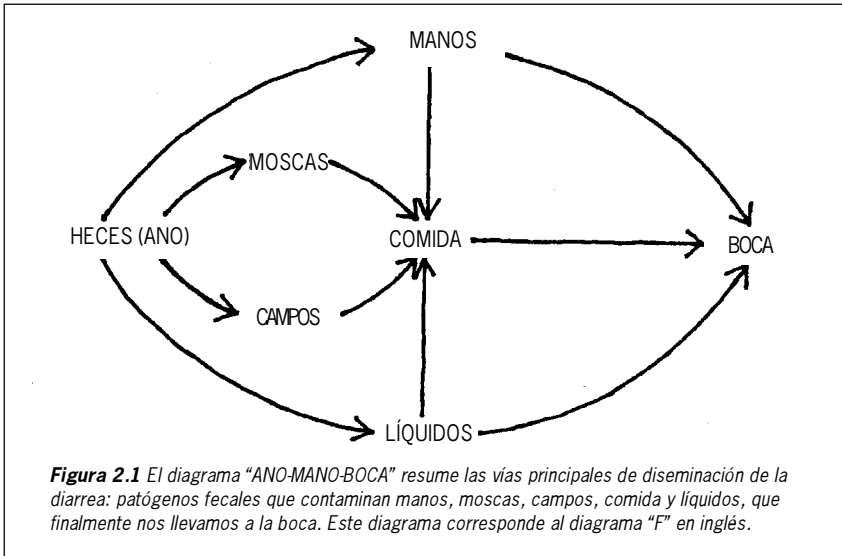 MANOS
MOSCAS
HECES (ANO) COMIDA BOCA
CAMPOS
LÍQUIDOS
Figura 2.1 El diagrama “ANO-MANO-BOCA” resume las vías principales de diseminación de la
diarrea: patógenos fecales que contaminan manos, moscas, campos, comida y líquidos, que
finalmente nos llevamos a la boca. Este diagrama corresponde al diagrama “F” en inglés.